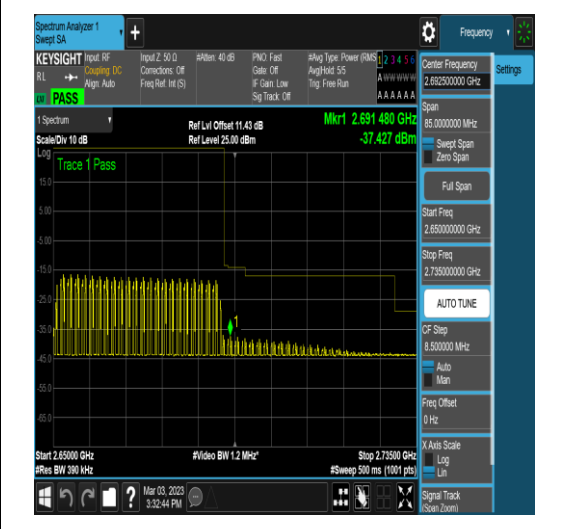 Spectrum Analyzer 1
Swept SA
+
Frequency
KEYSIGHT
Input: RF
Coupling: DC
Align: Auto
Input Z: 50 Ω
Corrections: Off
Freq Ref: Int (S)
#Atten: 40 dB
PNO: Fast
Gate: Off
IF Gain: Low
Sig Track: Off
#Avg Type: Power (RMS
Avg|Hold: 5/5
Trig: Free Run
1 2 3 4 5 6
A W W W W W
A A A A A A
RL
PASS
Center Frequency
2.692500000 GHz
Settings
Span
85.0000000 MHz
Swept Span
Zero Span
Full Span
Start Freq
2.650000000 GHz
Stop Freq
2.735000000 GHz
AUTO TUNE
CF Step
8.500000 MHz
Auto
Man
Freq Offset
0 Hz
X Axis Scale
Log
Lin
Signal Track
(Span Zoom)
1 Spectrum
Scale/Div 10 dB
Ref Lvl Offset 11.43 dB
Ref Level 25.00 dBm
Mkr1 2.691 480 GHz
-37.427 dBm
Log
Trace 1 Pass
15.0
5.00
-5.00
-15.0
-25.0
-35.0
-45.0
-55.0
-65.0
1
Start 2.65000 GHz
#Res BW 390 kHz
#Video BW 1.2 MHz*
Stop 2.73500 GHz
#Sweep 500 ms (1001 pts)
?
Mar 03, 2023
3:32:44 PM